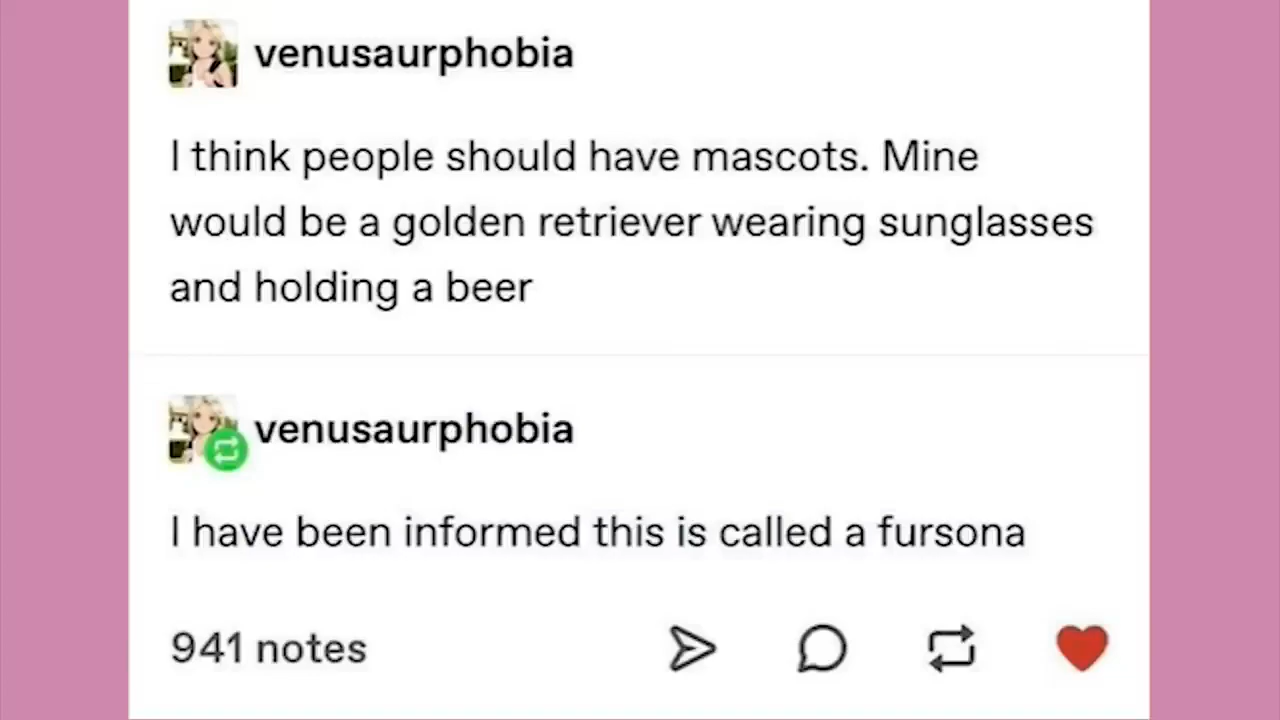 venusaurphobia
I think people should have mascots. Mine
would be a golden retriever wearing sunglasses
and holding a beer
venusaurphobia
I have been informed this is called a fursona
941 notes